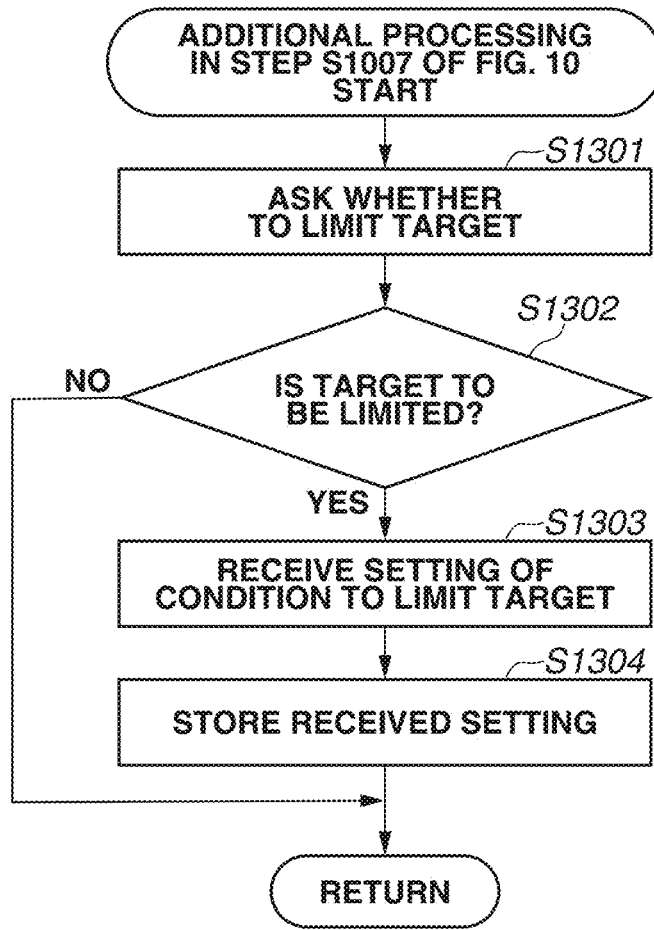 ADDITIONAL PROCESSING
IN STEP S1007 OF FIG. 10
START
S1301
ASK WHETHER
TO LIMIT TARGET
S1302
NO
IS TARGET TO
BE LIMITED?
YES
S1303
RECEIVE SETTING OF
CONDITION TO LIMIT TARGET
S1304
STORE RECEIVED SETTING
RETURN